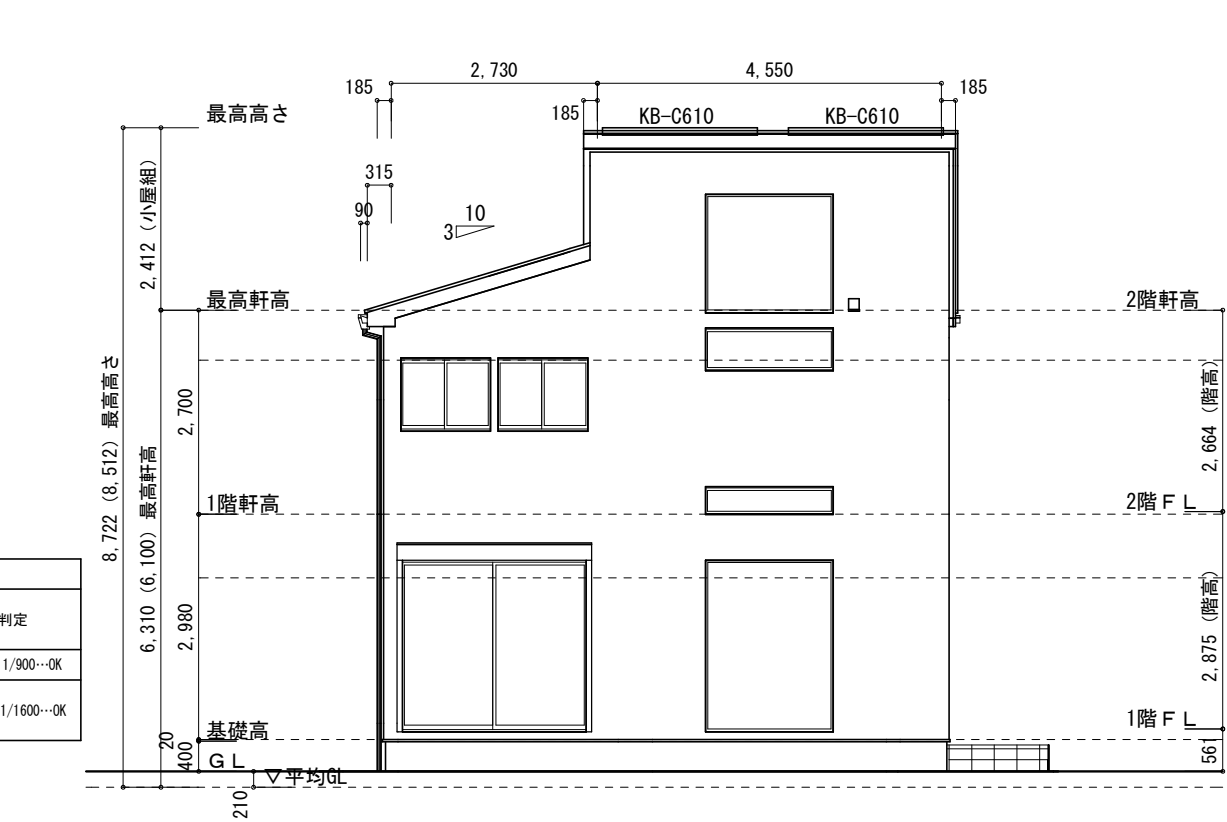 2,730
4,550
185
185
185
最高高さ
KB-C610
KB-C610
2,412 (小屋組)
315
90
10
3
最高軒高
2階軒高
8,722 (8,512) 最高高さ
6,310 (6,100) 最高軒高
2,700
2,664 (階高)
1階軒高
2階FL
判定
1/900…OK
1/1600…OK
2,980
2,875 (階高)
1階FL
基礎高
20
400
GL
▽平均GL
561
210